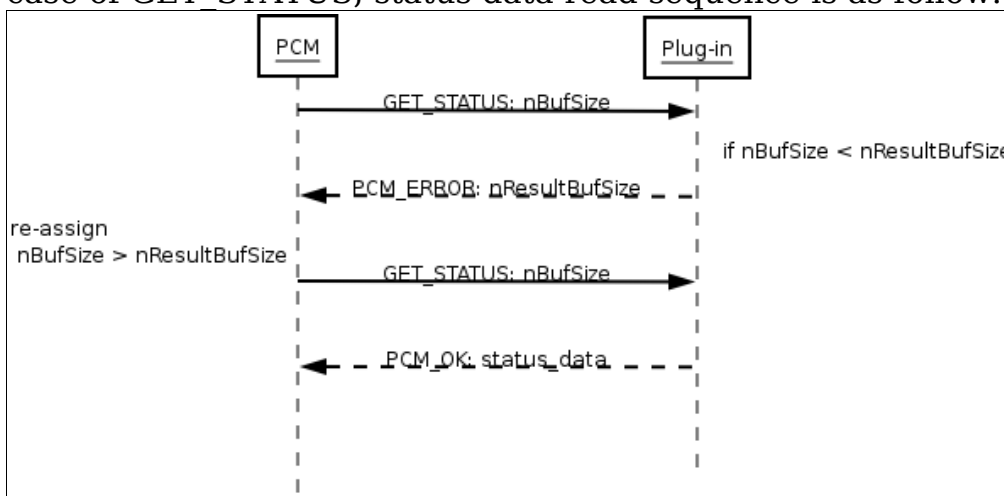 case of GET_STATUS, status data read sequence is as follow.
PCM
Plug-in
GET_STATUS: nBufSize
if nBufSize < nResultBufSize
PCM_ERROR: nResultBufSize
re-assign
nBufSize > nResultBufSize
GET_STATUS: nBufSize
PCM_OK: status_data